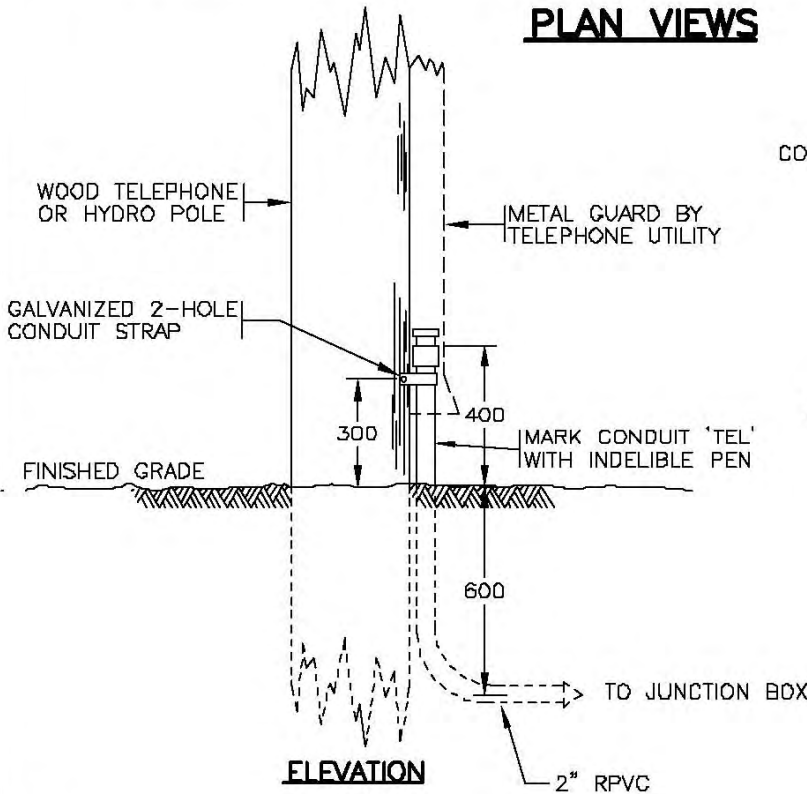 PLAN VIEWS
CO
WOOD TELEPHONE
OR HYDRO POLE
METAL GUARD BY
TELEPHONE UTILITY
GALVANIZED 2-HOLE
CONDUIT STRAP
400
300
MARK CONDUIT 'TEL'
WITH INDELIBLE PEN
FINISHED GRADE
600
TO JUNCTION BOX
ELEVATION
2" RPVC